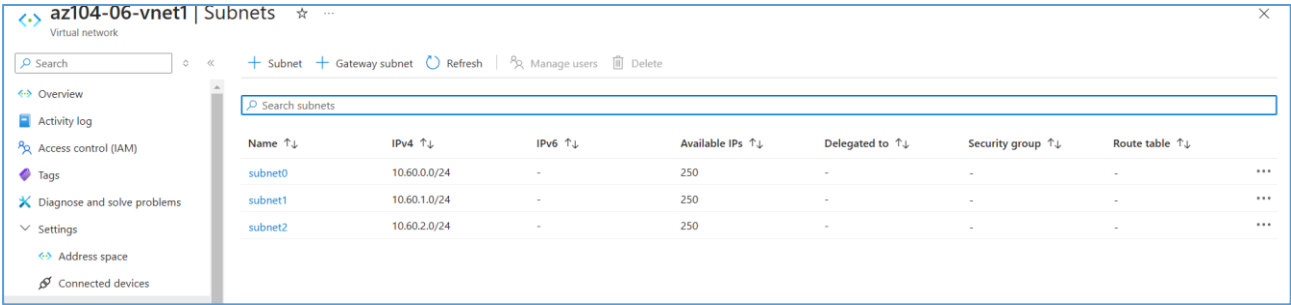 az104-06-vnet1 | Subnets ☆ ...
Virtual network
Search
+ Subnet + Gateway subnet Refresh Manage users Delete
Overview
Activity log
Access control (IAM)
Tags
Diagnose and solve problems
Settings
Address space
Connected devices
Search subnets
Name ↑↓ IPv4 ↑↓ IPv6 ↑↓ Available IPs ↑↓ Delegated to ↑↓ Security group ↑↓ Route table ↑↓
subnet0 10.60.0.0/24 - 250 - - - ...
subnet1 10.60.1.0/24 - 250 - - - ...
subnet2 10.60.2.0/24 - 250 - - - ...